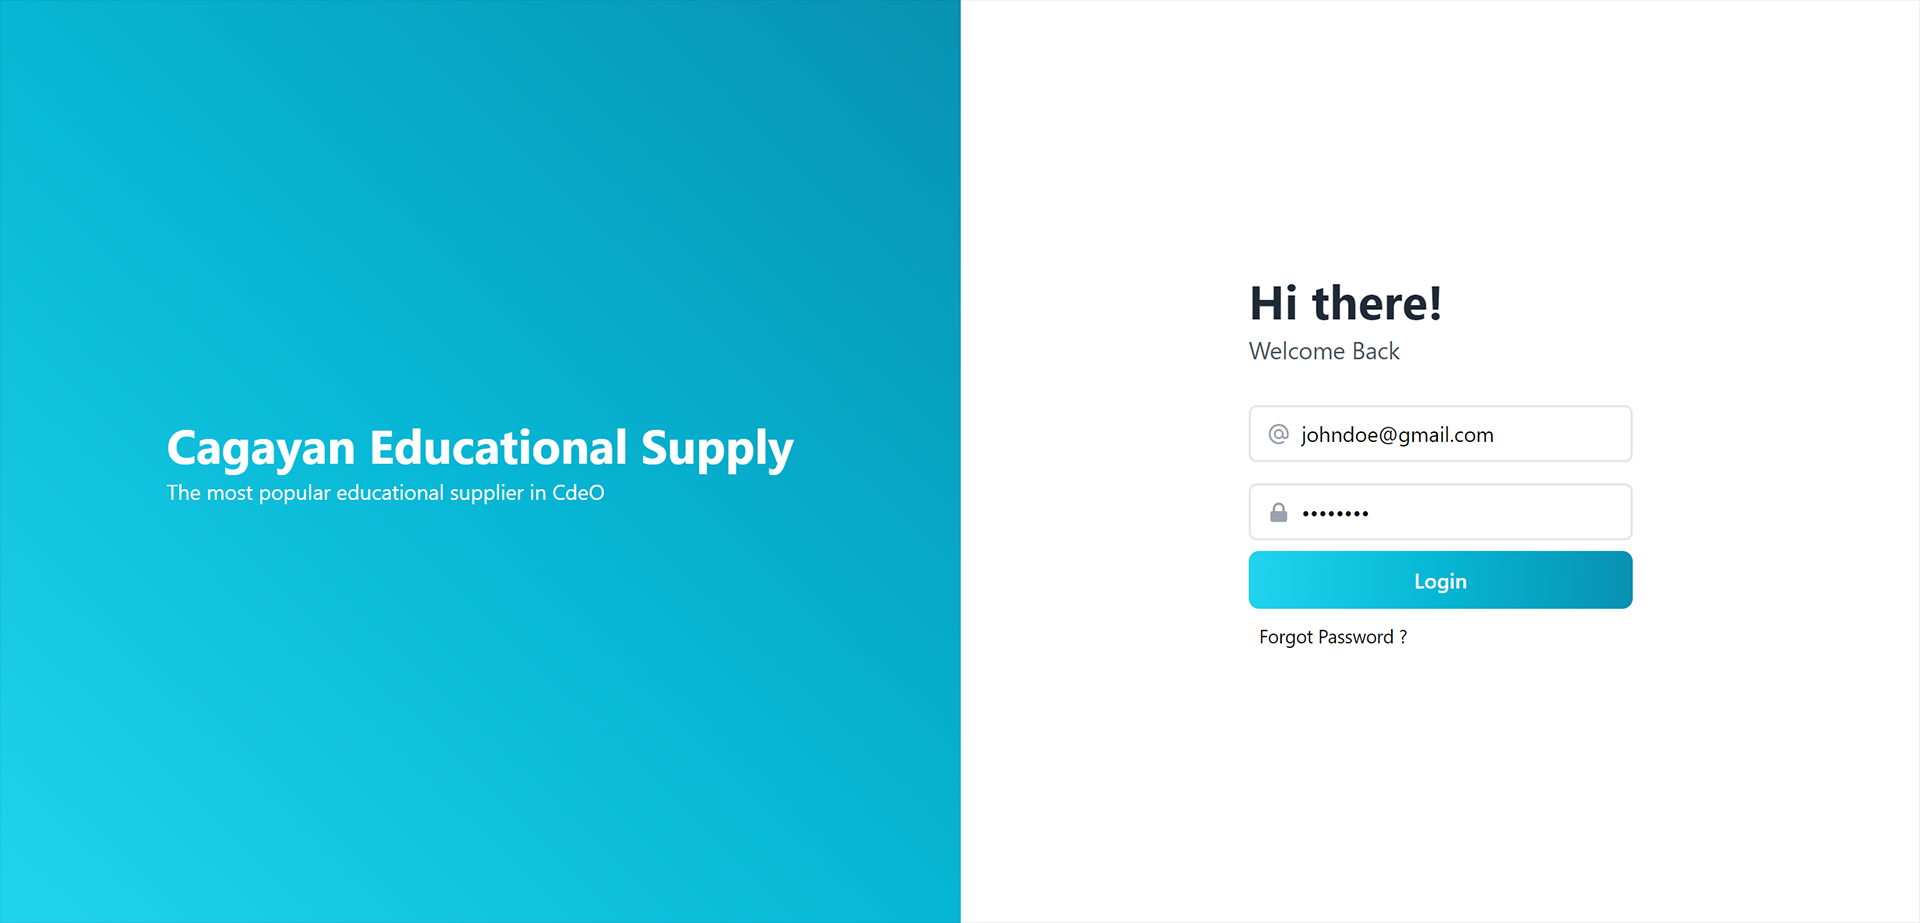 Cagayan Educational Supply
The most popular educational supplier in CdeO
Hi there!
Welcome Back
johndoe@gmail.com
••••••••
Login
Forgot Password ?